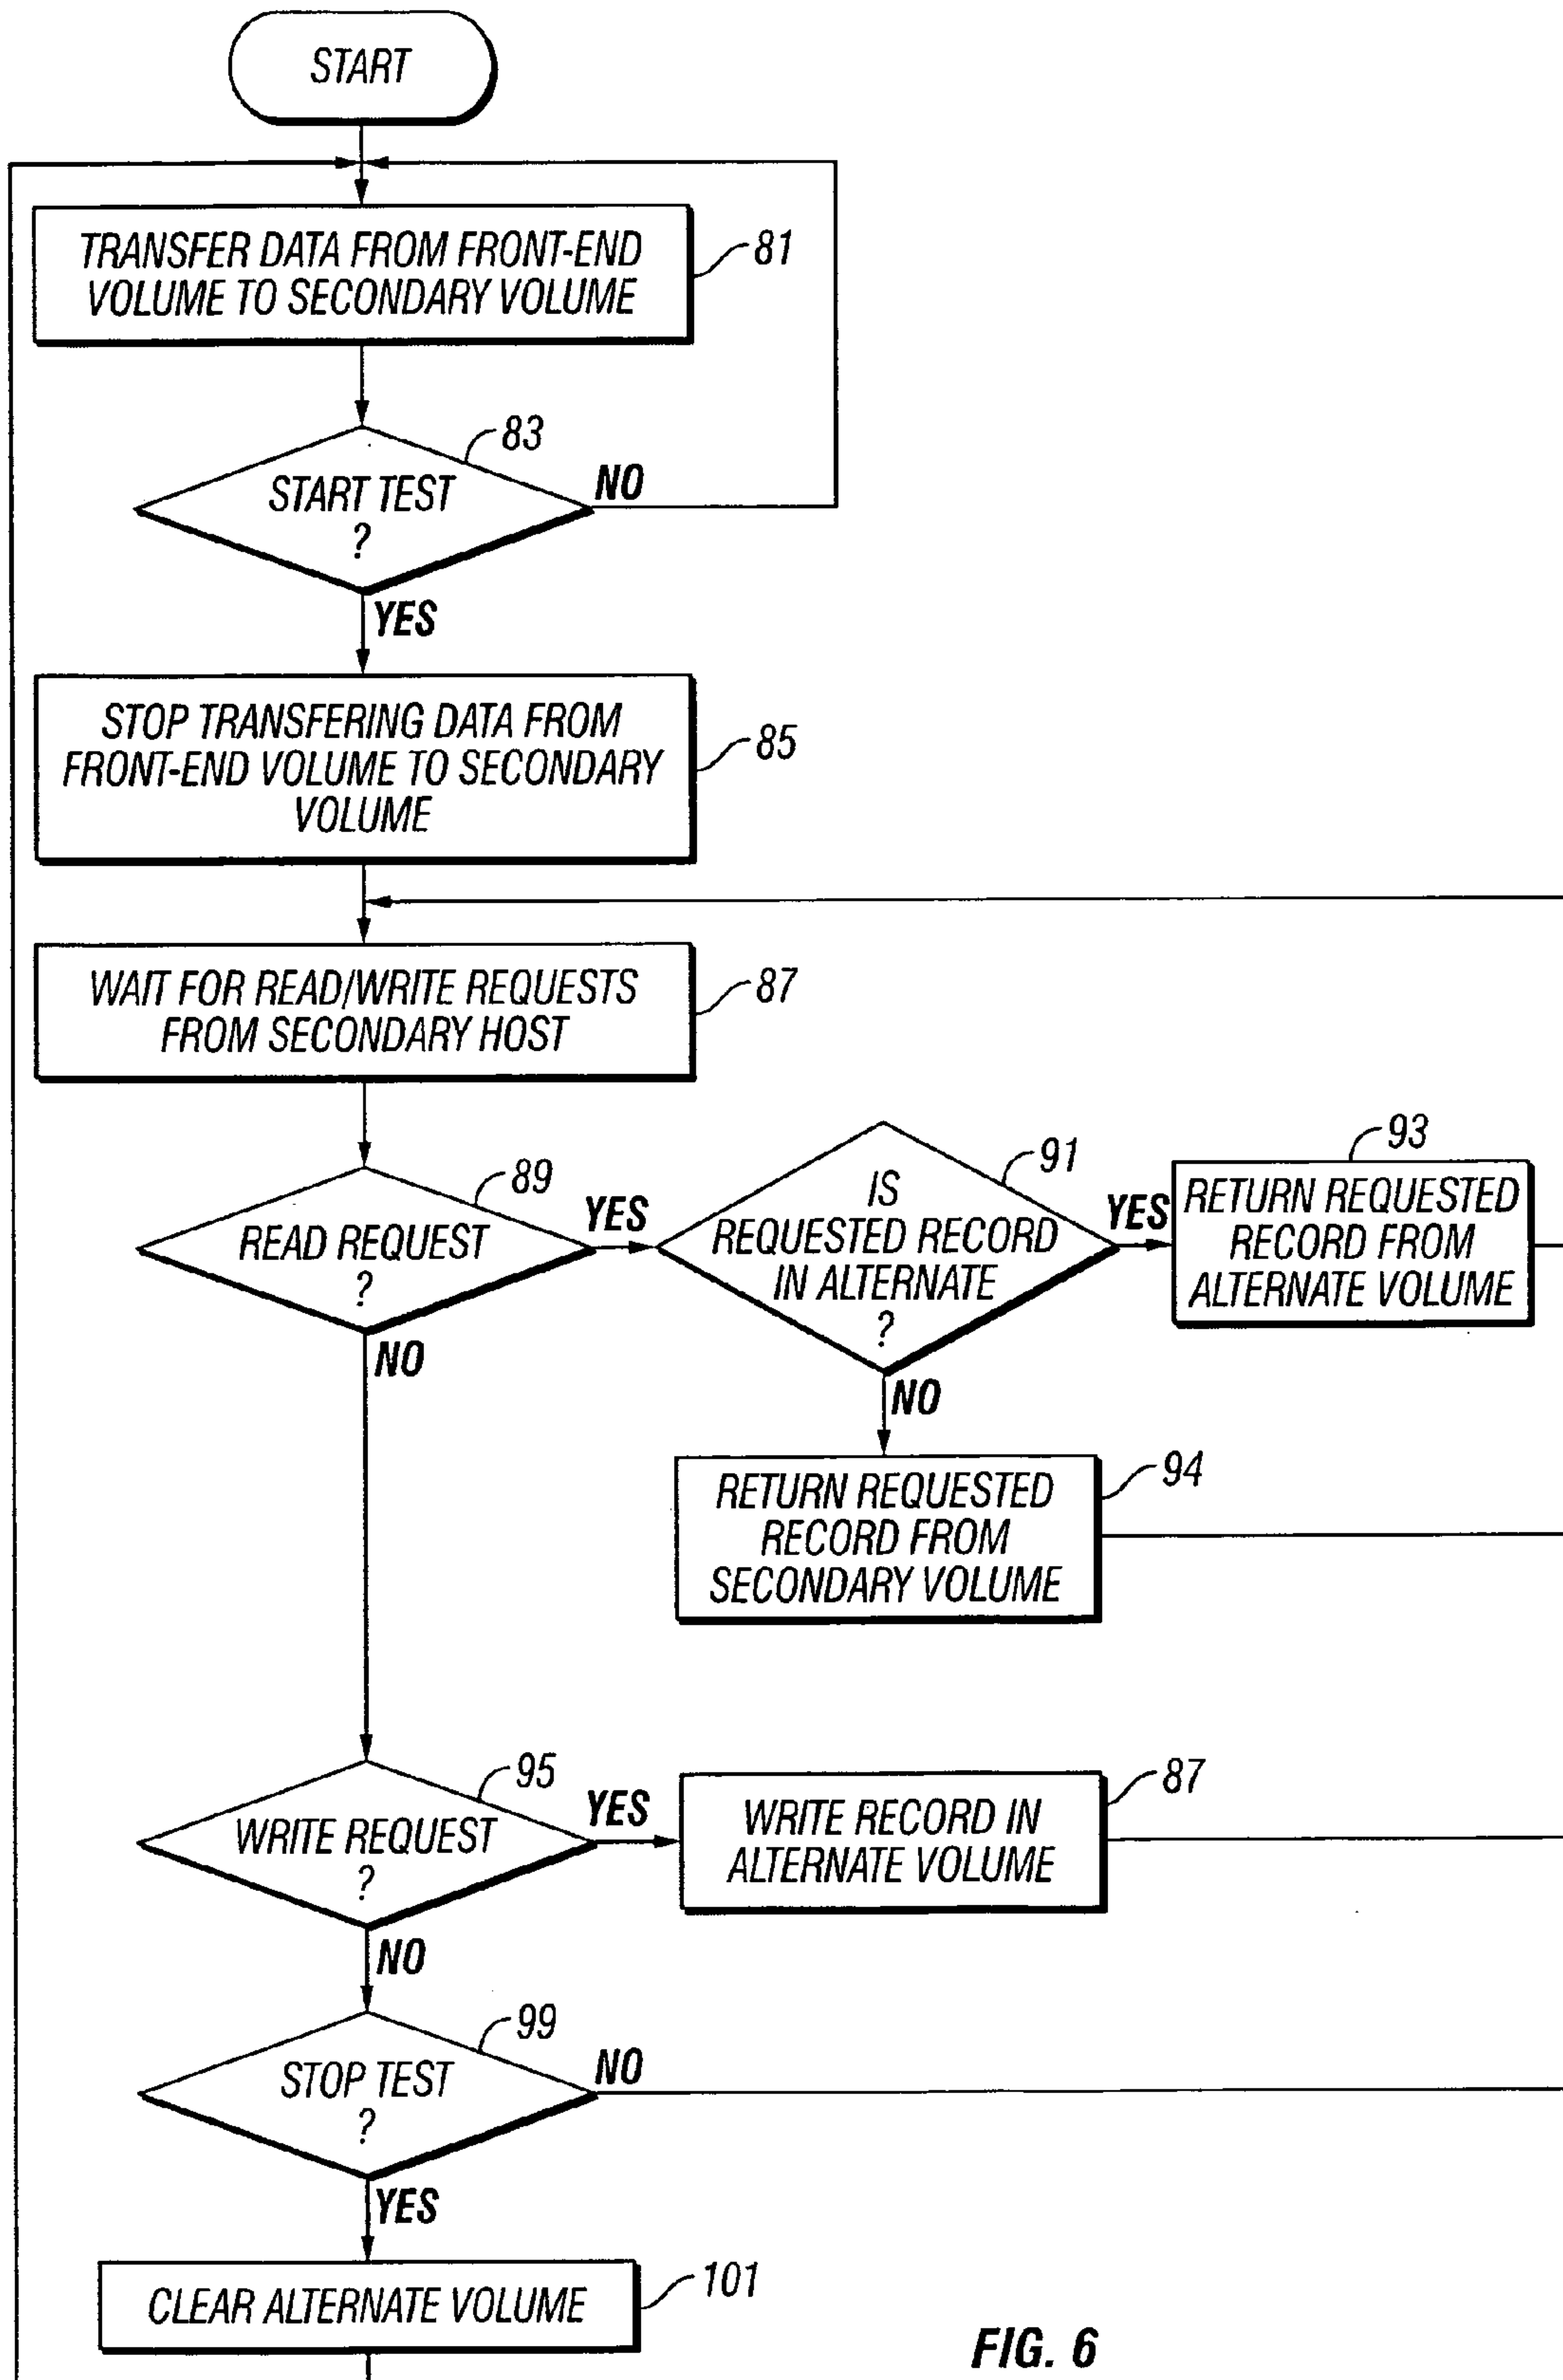 START
TRANSFER DATA FROM FRONT-END
VOLUME TO SECONDARY VOLUME
81
83
START TEST
?
NO
YES
STOP TRANSFERING DATA FROM
FRONT-END VOLUME TO SECONDARY
VOLUME
85
WAIT FOR READ/WRITE REQUESTS
FROM SECONDARY HOST
87
89
READ REQUEST
?
YES
NO
91
IS
REQUESTED RECORD
IN ALTERNATE
?
YES
NO
93
RETURN REQUESTED
RECORD FROM
ALTERNATE VOLUME
94
RETURN REQUESTED
RECORD FROM
SECONDARY VOLUME
95
WRITE REQUEST
?
YES
NO
87
WRITE RECORD IN
ALTERNATE VOLUME
99
STOP TEST
?
NO
YES
CLEAR ALTERNATE VOLUME
101
FIG. 6